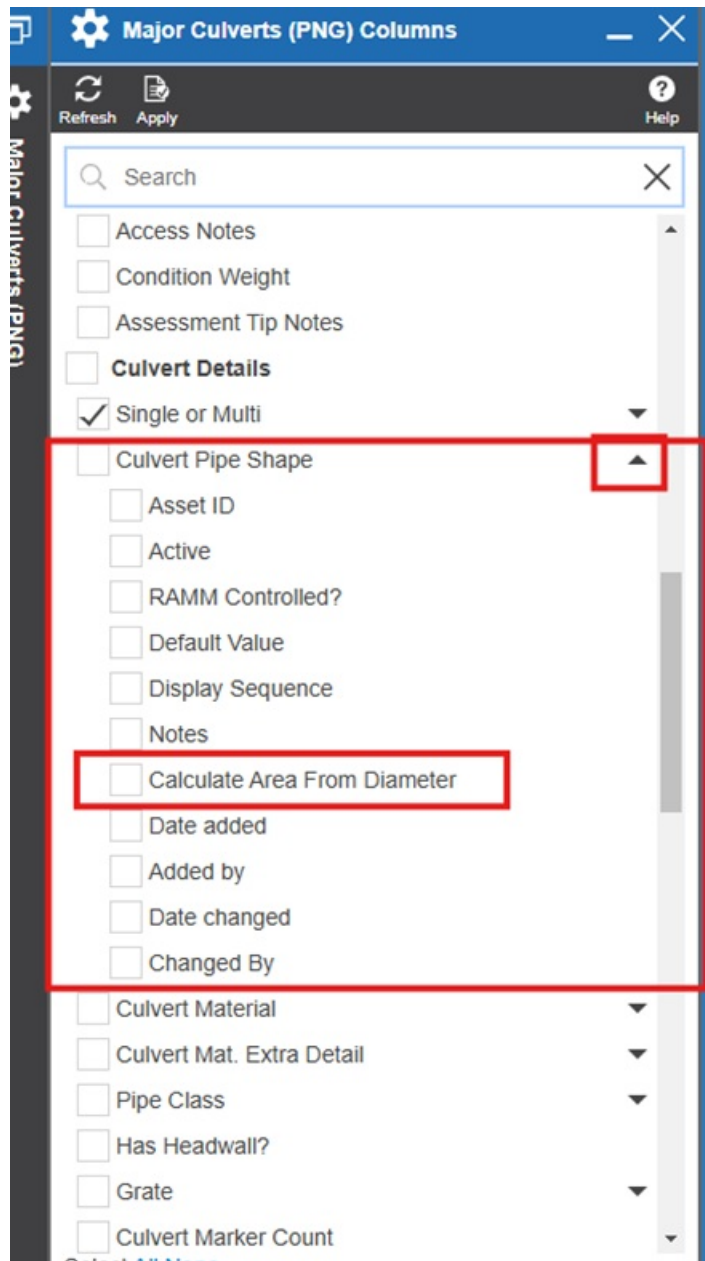 Major Culverts (PNG) Columns
Refresh Apply Help
Major Culverts (PNG)
Search
Access Notes
Condition Weight
Assessment Tip Notes
Culvert Details
Single or Multi
Culvert Pipe Shape
Asset ID
Active
RAMM Controlled?
Default Value
Display Sequence
Notes
Calculate Area From Diameter
Date added
Added by
Date changed
Changed By
Culvert Material
Culvert Mat. Extra Detail
Pipe Class
Has Headwall?
Grate
Culvert Marker Count
Select All None